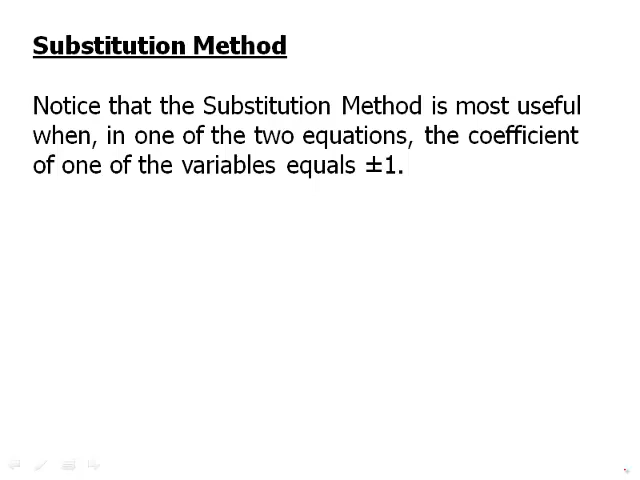 Substitution Method
Notice that the Substitution Method is most useful
when, in one of the two equations, the coefficient
of one of the variables equals ±1.